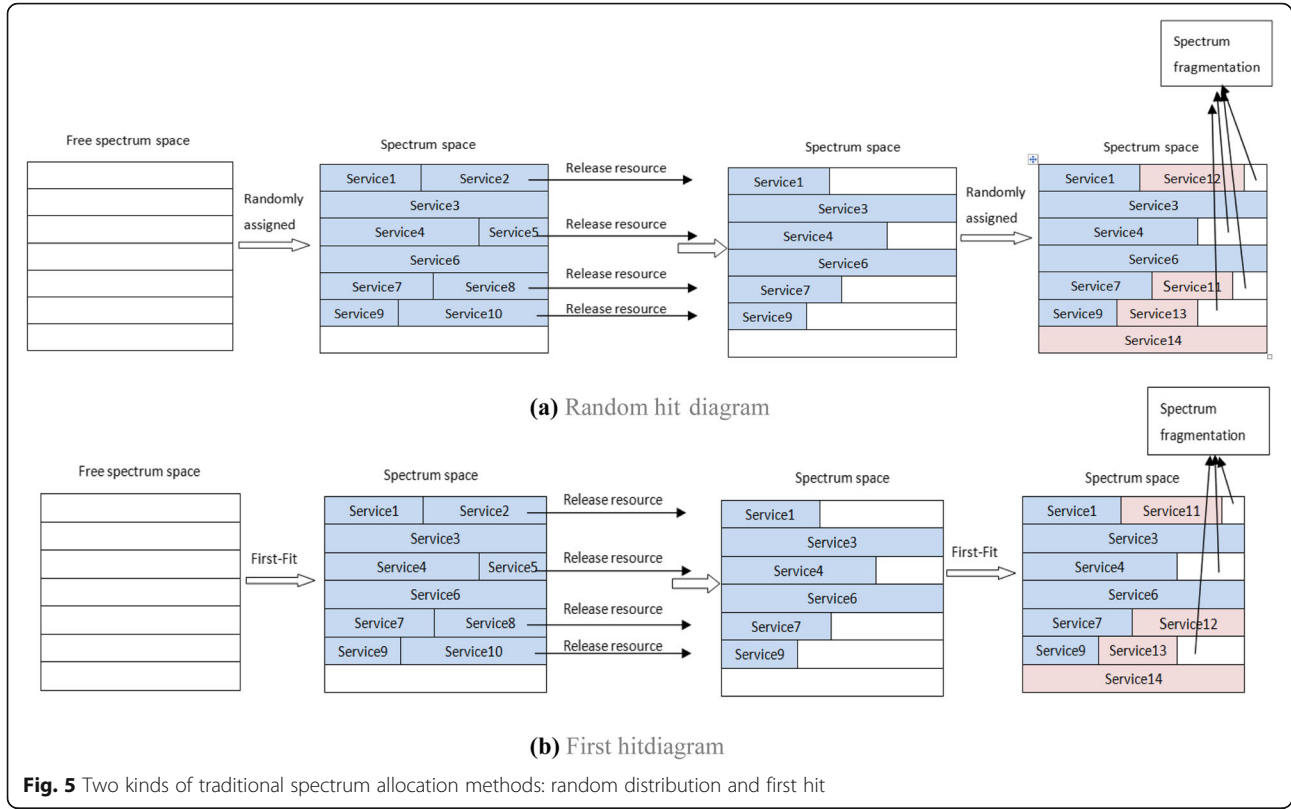 Spectrum
fragmentation
Free spectrum space
Spectrum space
Spectrum space
Spectrum space
Randomly
assigned
Service1
Service2
Service3
Service4
Service5
Service6
Service7
Service8
Service9
Service10
Release resource
Release resource
Release resource
Release resource
Service1
Service3
Service4
Service6
Service7
Service9
Randomly
assigned
Service1
Service12
Service3
Service4
Service6
Service7
Service11
Service9
Service13
Service14
(a) Random hit diagram
Spectrum
fragmentation
Free spectrum space
Spectrum space
Spectrum space
Spectrum space
First-Fit
Service1
Service2
Service3
Service4
Service5
Service6
Service7
Service8
Service9
Service10
Release resource
Release resource
Release resource
Release resource
Service1
Service3
Service4
Service6
Service7
Service9
First-Fit
Service1
Service11
Service3
Service4
Service6
Service7
Service12
Service9
Service13
Service14
(b) First hitdiagram
Fig. 5 Two kinds of traditional spectrum allocation methods: random distribution and first hit